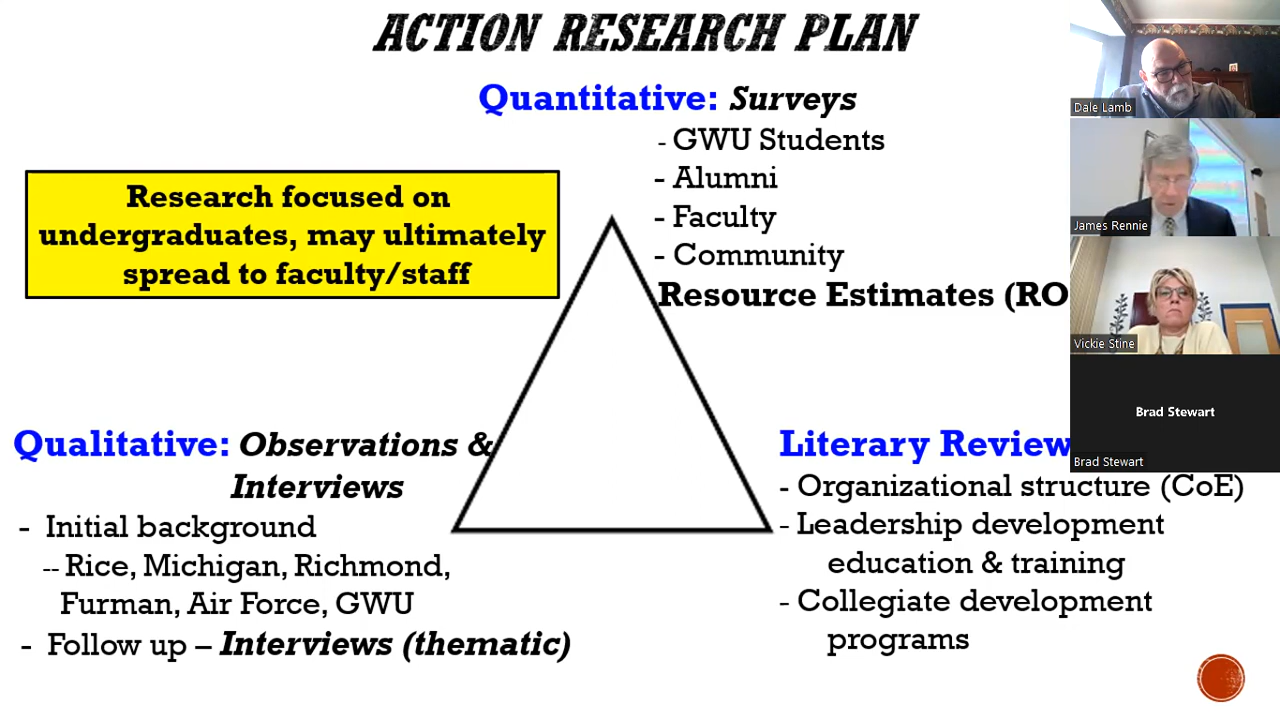 ACTION RESEARCH PLAN
Quantitative: Surveys
- GWU Students
- Alumni
- Faculty
- Community
Resource Estimates (RO
Research focused on
undergraduates, may ultimately
spread to faculty/staff
Qualitative: Observations &
Interviews
- Initial background
-- Rice, Michigan, Richmond,
Furman, Air Force, GWU
- Follow up – Interviews (thematic)
Literary Review
- Organizational structure (CoE)
- Leadership development
education & training
- Collegiate development
programs
Dale Lamb
James Rennie
Vickie Stine
Brad Stewart
Brad Stewart